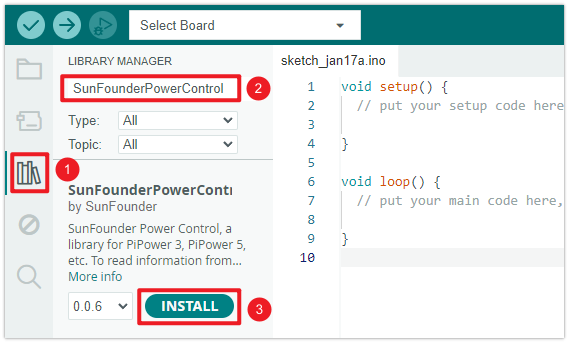 Select Board
LIBRARY MANAGER
SunFounderPowerControl
2
Type: All
Topic: All
1
SunFounderPowerContr
by SunFounder
SunFounder Power Control, a
library for PiPower 3, PiPower 5,
etc. To read information from...
More info
0.0.6
INSTALL
3
sketch_jan17a.ino
1 void setup() {
2 // put your setup code here
3
4 }
5
6 void loop() {
7 // put your main code here,
8
9 }
10